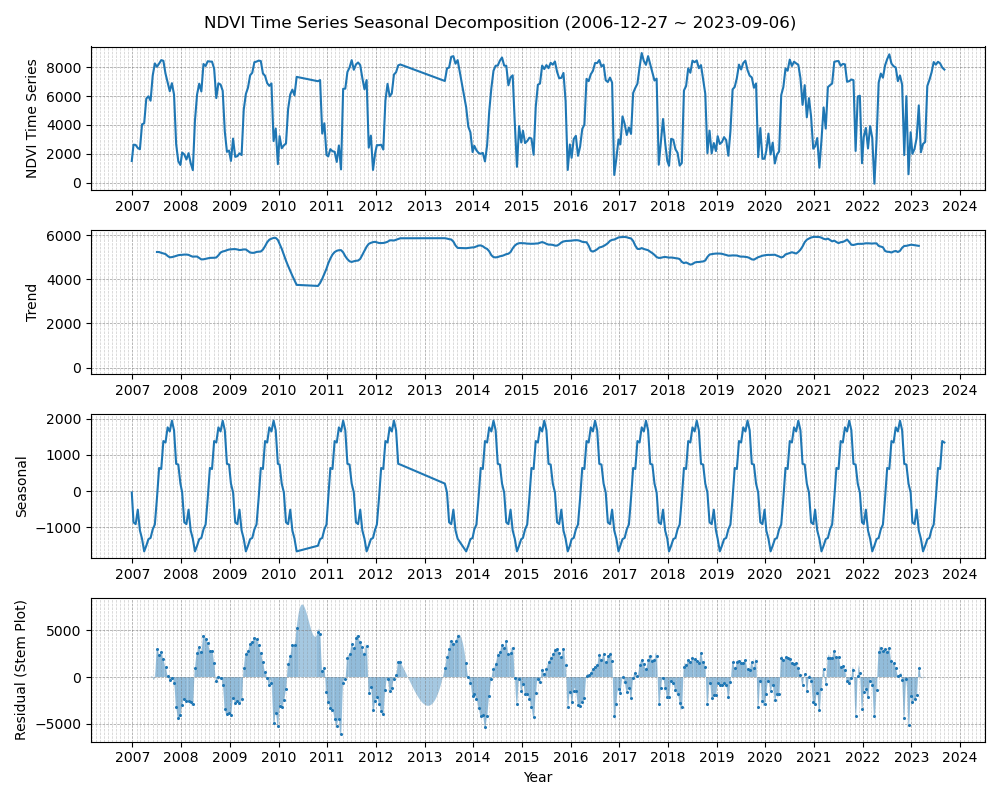 NDVI Time Series Seasonal Decomposition (2006-12-27 ~ 2023-09-06)
NDVI Time Series
8000
6000
4000
2000
0
2007 2008 2009 2010 2011 2012 2013 2014 2015 2016 2017 2018 2019 2020 2021 2022 2023 2024
Trend
6000
4000
2000
0
2007 2008 2009 2010 2011 2012 2013 2014 2015 2016 2017 2018 2019 2020 2021 2022 2023 2024
Seasonal
2000
1000
0
−1000
2007 2008 2009 2010 2011 2012 2013 2014 2015 2016 2017 2018 2019 2020 2021 2022 2023 2024
Residual (Stem Plot)
5000
0
−5000
2007 2008 2009 2010 2011 2012 2013 2014 2015 2016 2017 2018 2019 2020 2021 2022 2023 2024
Year